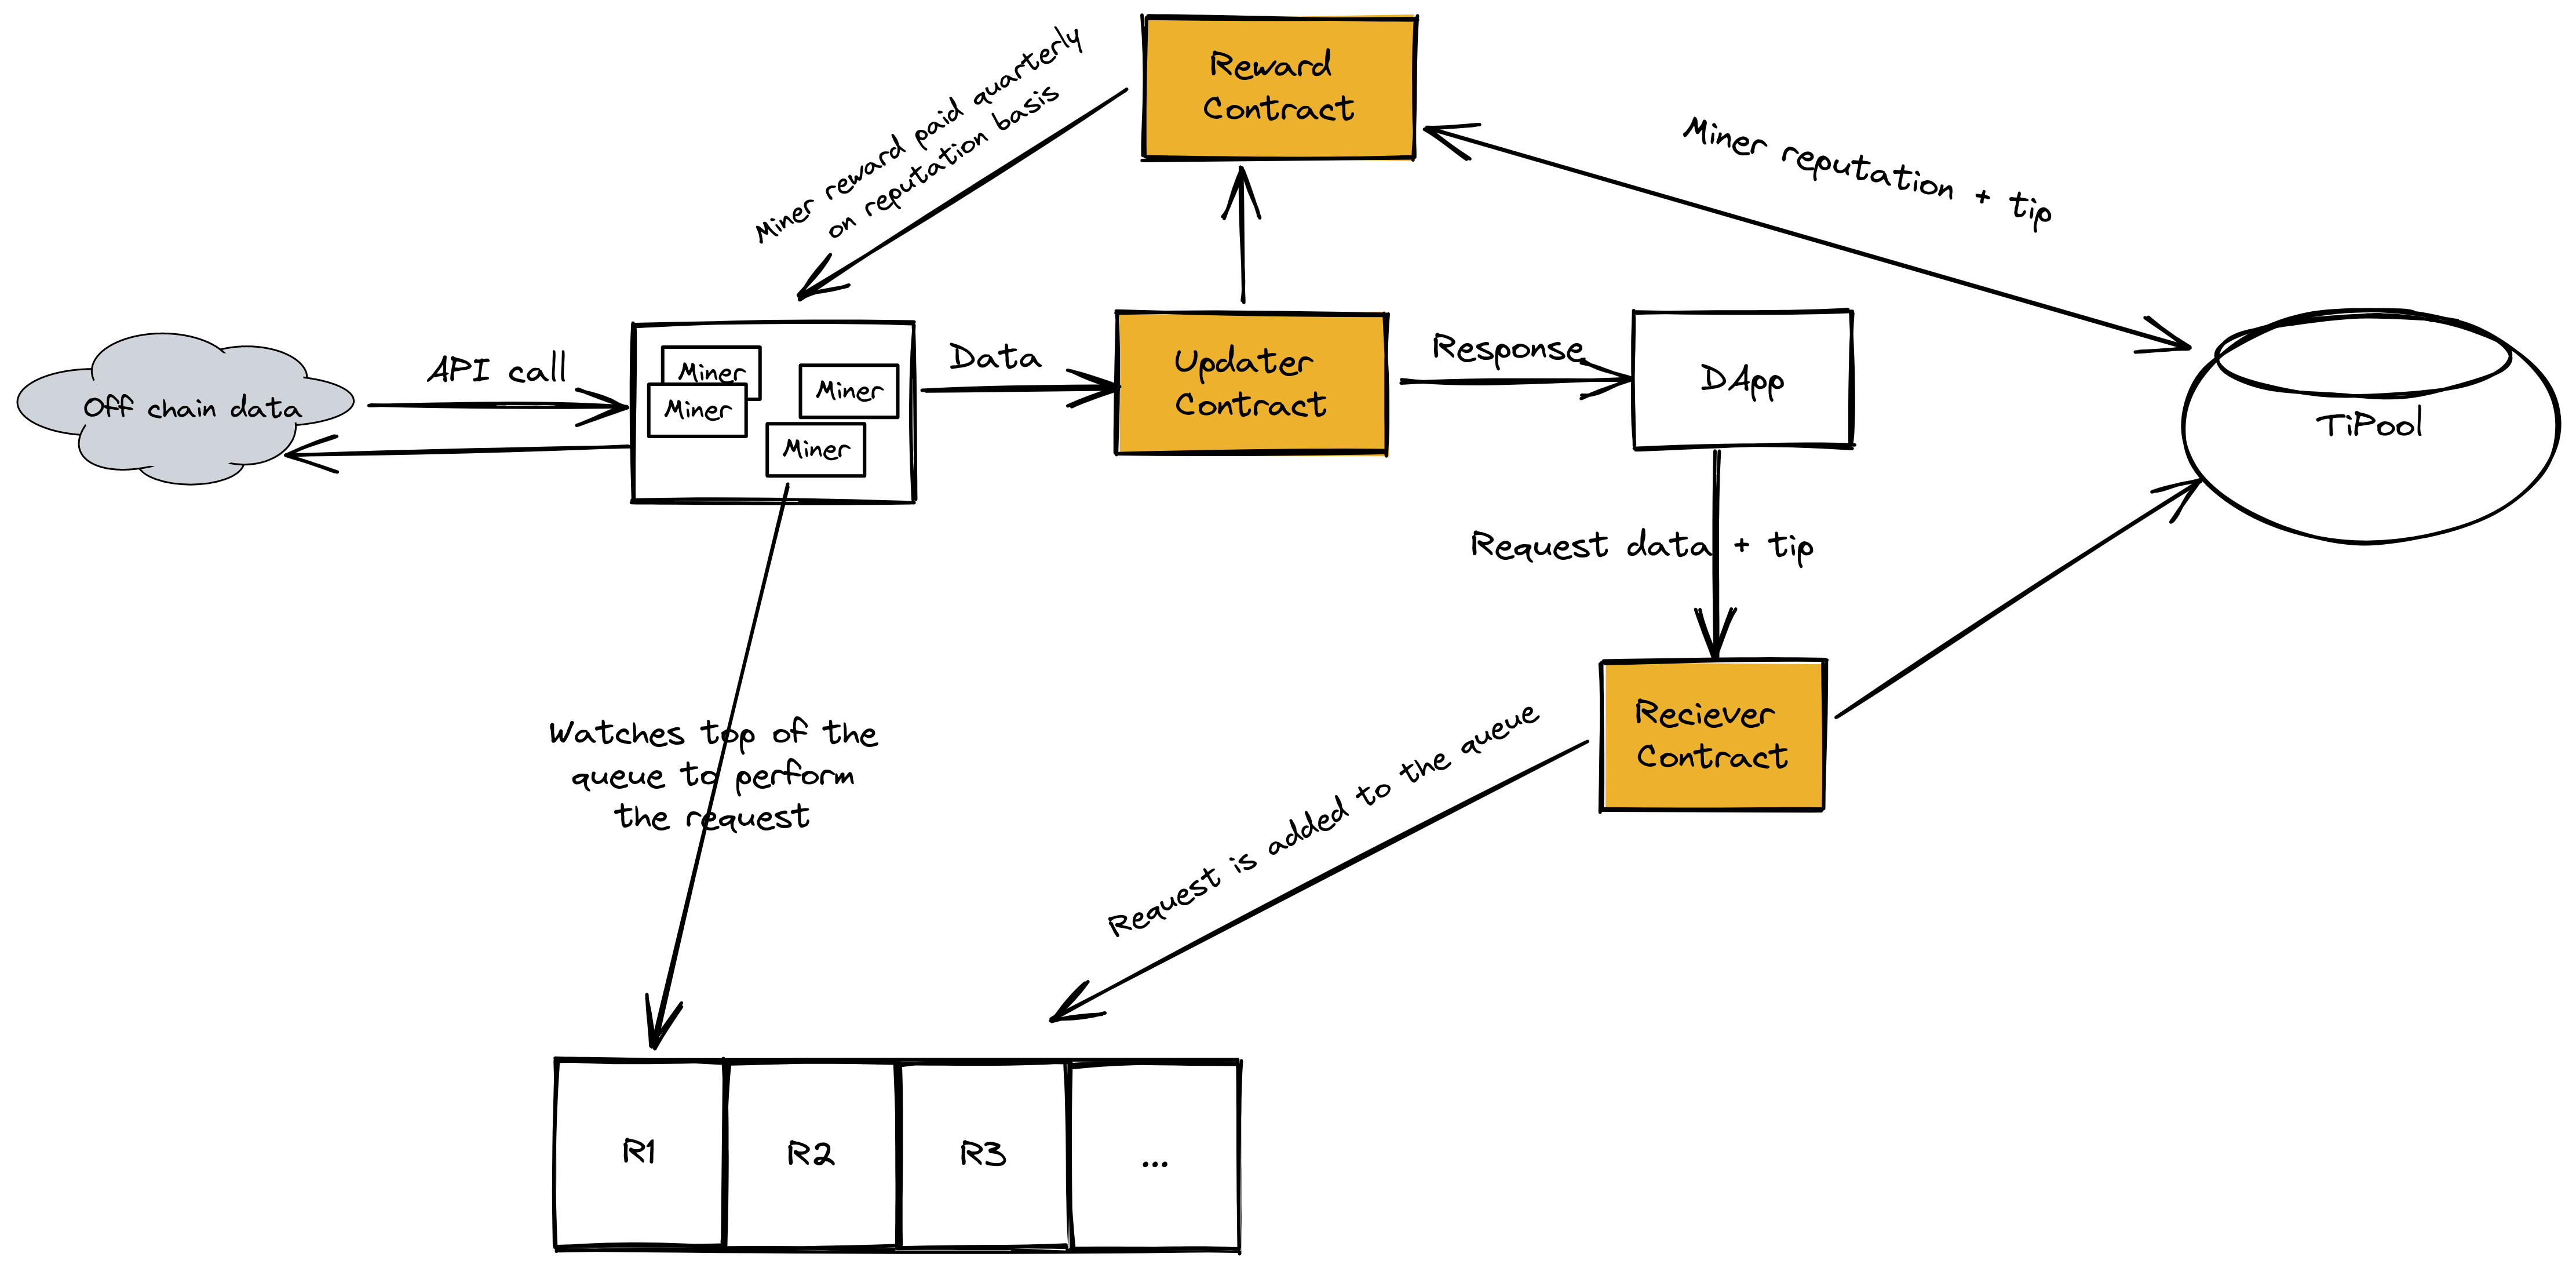 Reward
Contract
Miner reward paid quarterly
on reputation basis
Miner reputation + tip
Off chain data
API call
Miner
Miner
Miner
Miner
Data
Updater
Contract
Response
DApp
TiPool
Request data + tip
Reciever
Contract
Watches top of the
queue to perform
the request
Request is added to the queue
R1
R2
R3
...